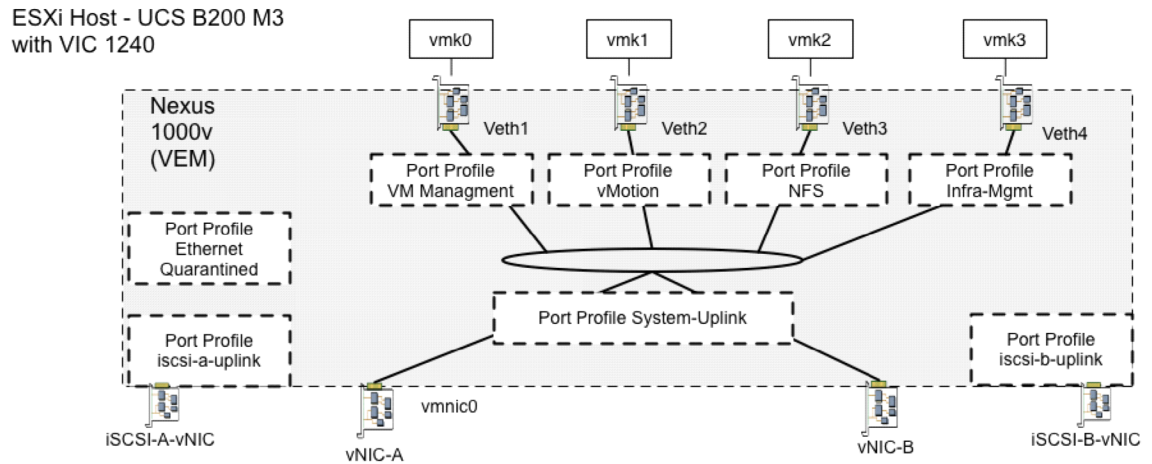 ESXi Host - UCS B200 M3
with VIC 1240
vmk0
vmk1
vmk2
vmk3
Nexus
1000v
(VEM)
Veth1
Veth2
Veth3
Veth4
Port Profile
VM Managment
Port Profile
vMotion
Port Profile
NFS
Port Profile
Infra-Mgmt
Port Profile
Ethernet
Quarantined
Port Profile System-Uplink
Port Profile
iscsi-a-uplink
Port Profile
iscsi-b-uplink
vmnic0
iSCSI-A-vNIC
vNIC-A
vNIC-B
iSCSI-B-vNIC